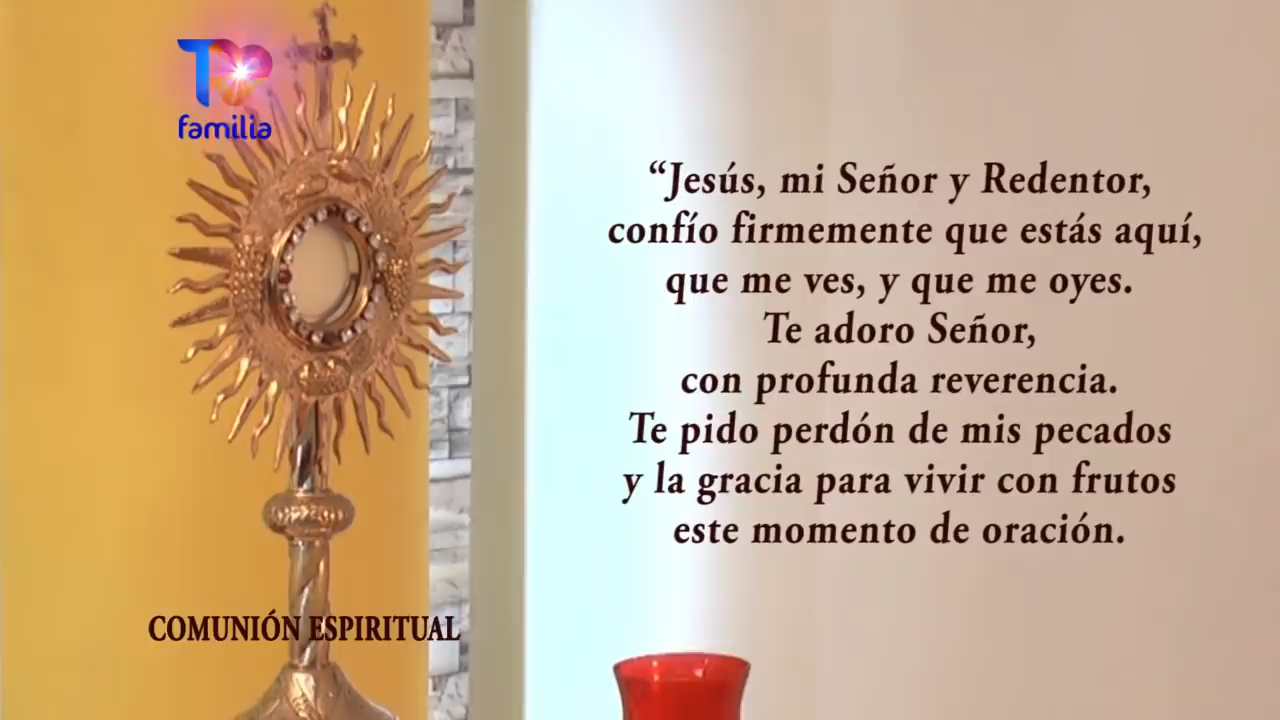 familia
“Jesús, mi Señor y Redentor,
confío firmemente que estás aquí,
que me ves, y que me oyes.
Te adoro Señor,
con profunda reverencia.
Te pido perdón de mis pecados
y la gracia para vivir con frutos
este momento de oración.
COMUNIÓN ESPIRITUAL